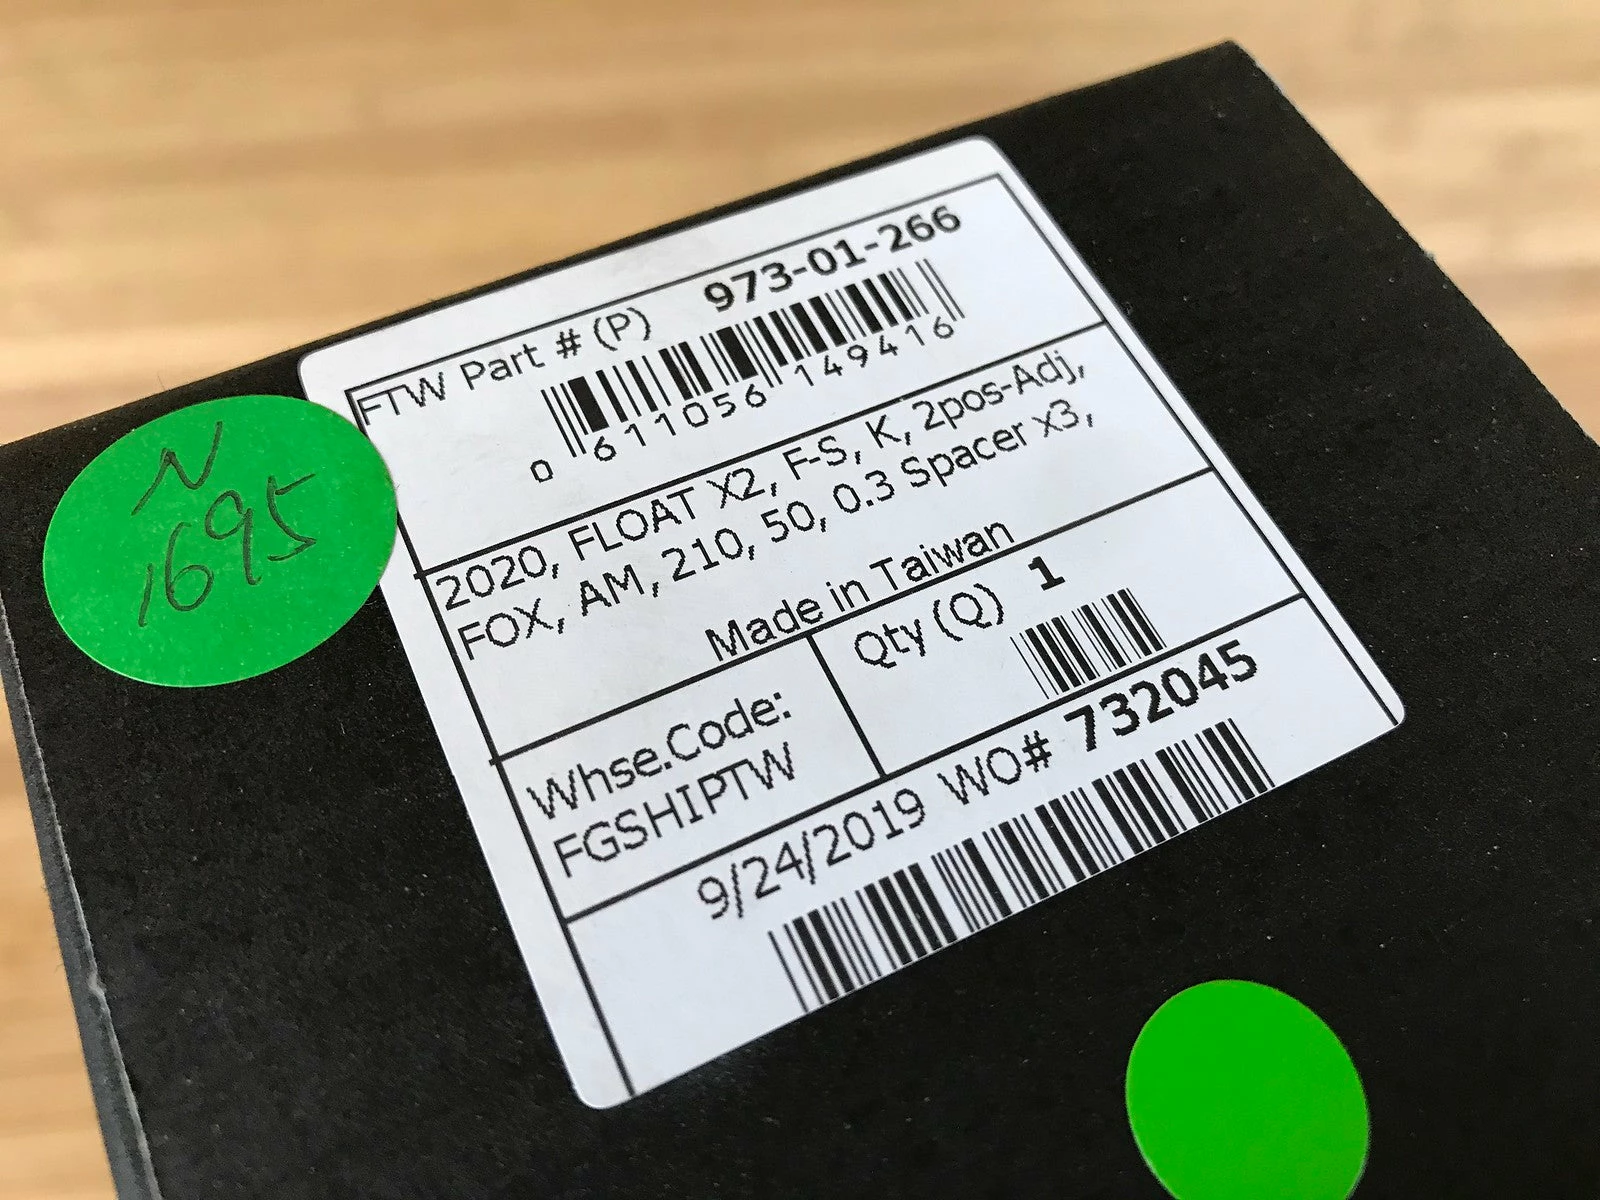 FTW Part # (P) 973-01-266
0 611056 149416
2020, FLOAT X2, F-S, K, 2pos-Adj,
FOX, AM, 210, 50, 0.3 Spacer x3,
Made in Taiwan
Whse.Code:
FGSHIPTW
Qty (Q) 1
9/24/2019 WO# 732045
N
1695